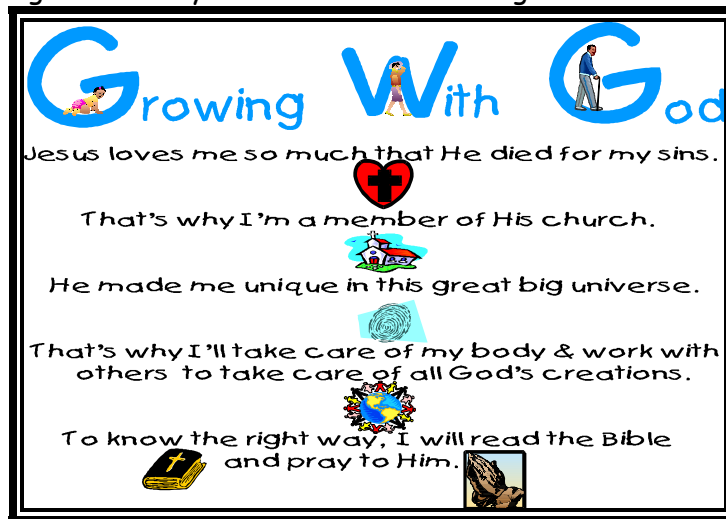 Growing With God
Jesus loves me so much that He died for my sins.
That's why I'm a member of His church.
He made me unique in this great big universe.
That's why I'll take care of my body & work with
others to take care of all God's creations.
To know the right way, I will read the Bible
and pray to Him.